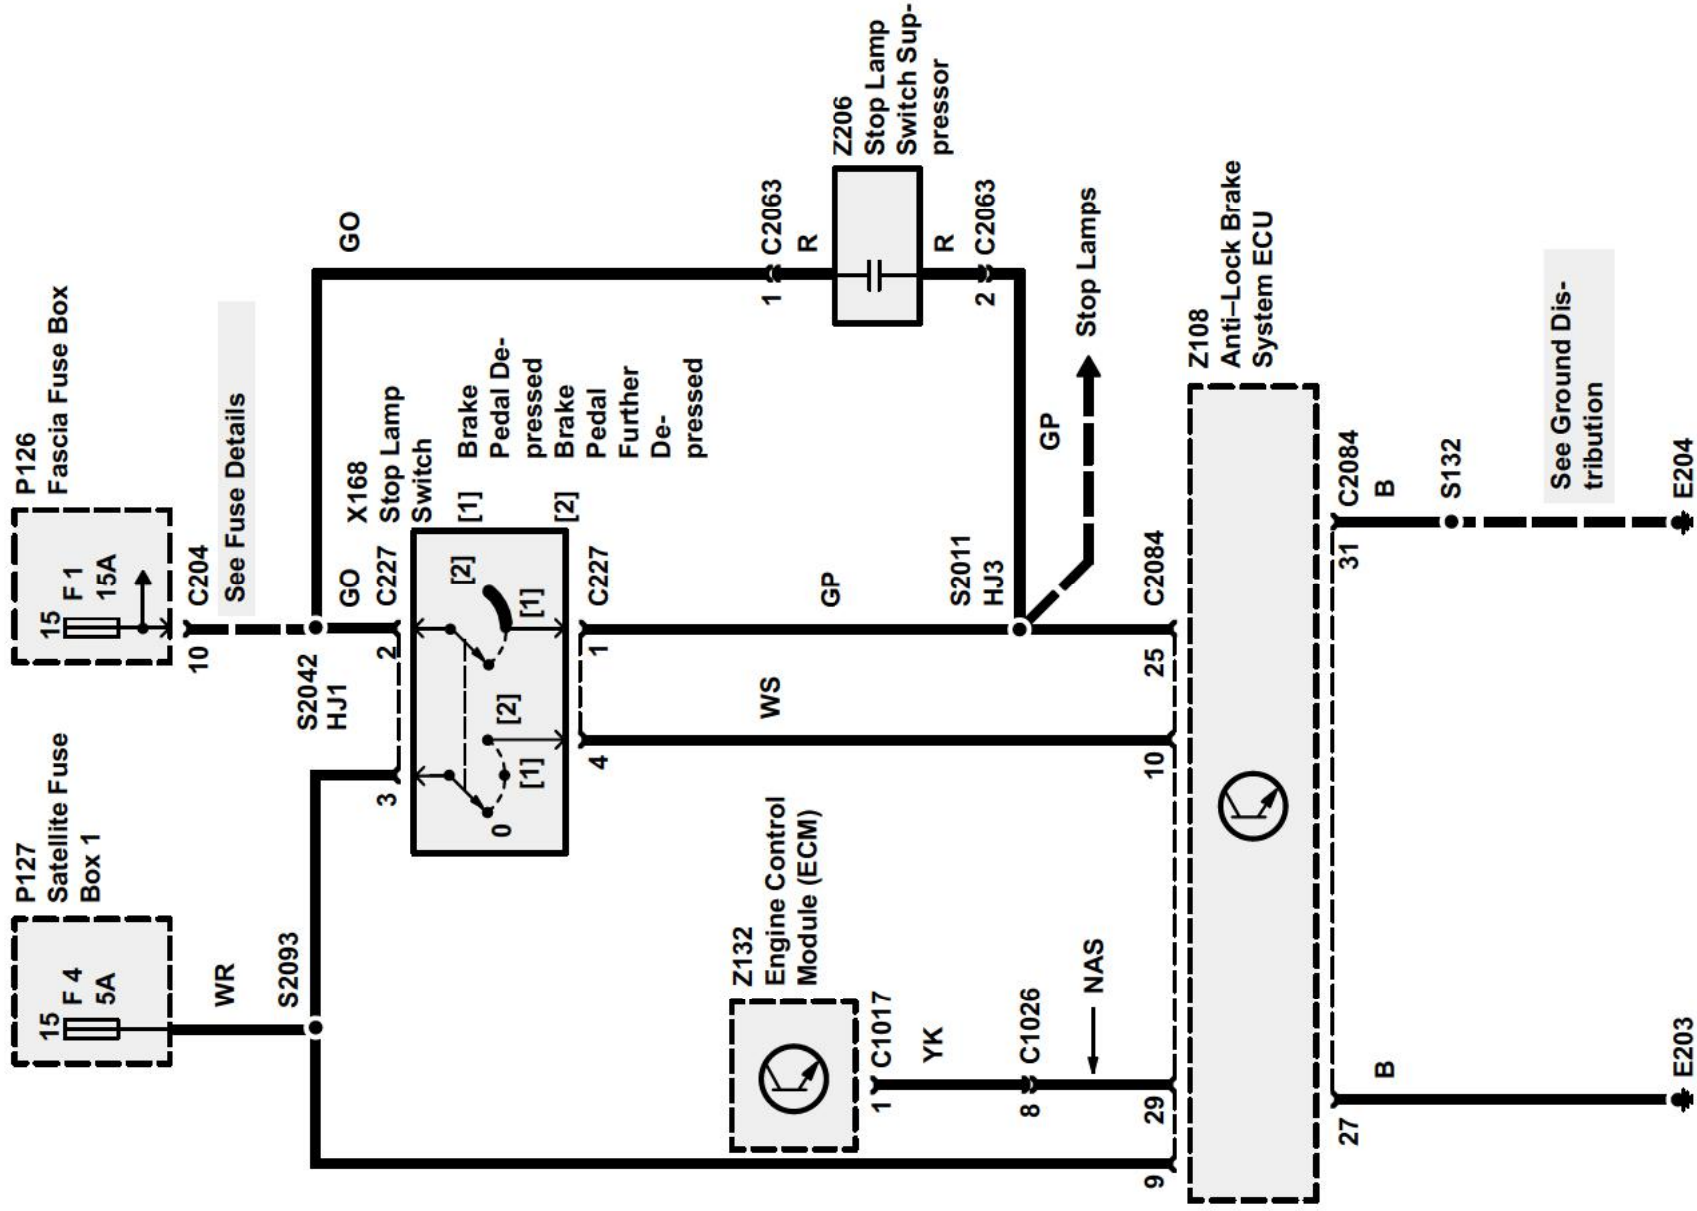 P127
Satellite Fuse
Box 1
15
F 4
5A
WR
S2093
P126
Fascia Fuse Box
15
F 1
15A
10
C204
See Fuse Details
S2042
HJ1
GO
GO
3
2
C227
X168
Stop Lamp
Switch
[1]
Brake
Pedal De-
pressed
[2]
Brake
Pedal
Further
De-
pressed
0
[1]
[2]
[1]
[2]
4
1
C227
WS
GP
1
C2063
R
Z206
Stop Lamp
Switch Sup-
pressor
R
2
C2063
Z132
Engine Control
Module (ECM)
1
C1017
YK
8
C1026
NAS
S2011
HJ3
GP
Stop Lamps
9
29
10
25
C2084
Z108
Anti–Lock Brake
System ECU
27
B
E203
31
C2084
B
S132
See Ground Dis-
tribution
E204